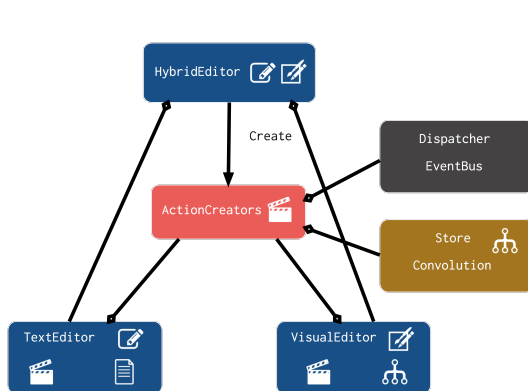 HybridEditor
Create
Dispatcher
EventBus
ActionCreators
Store
Convolution
TextEditor
VisualEditor